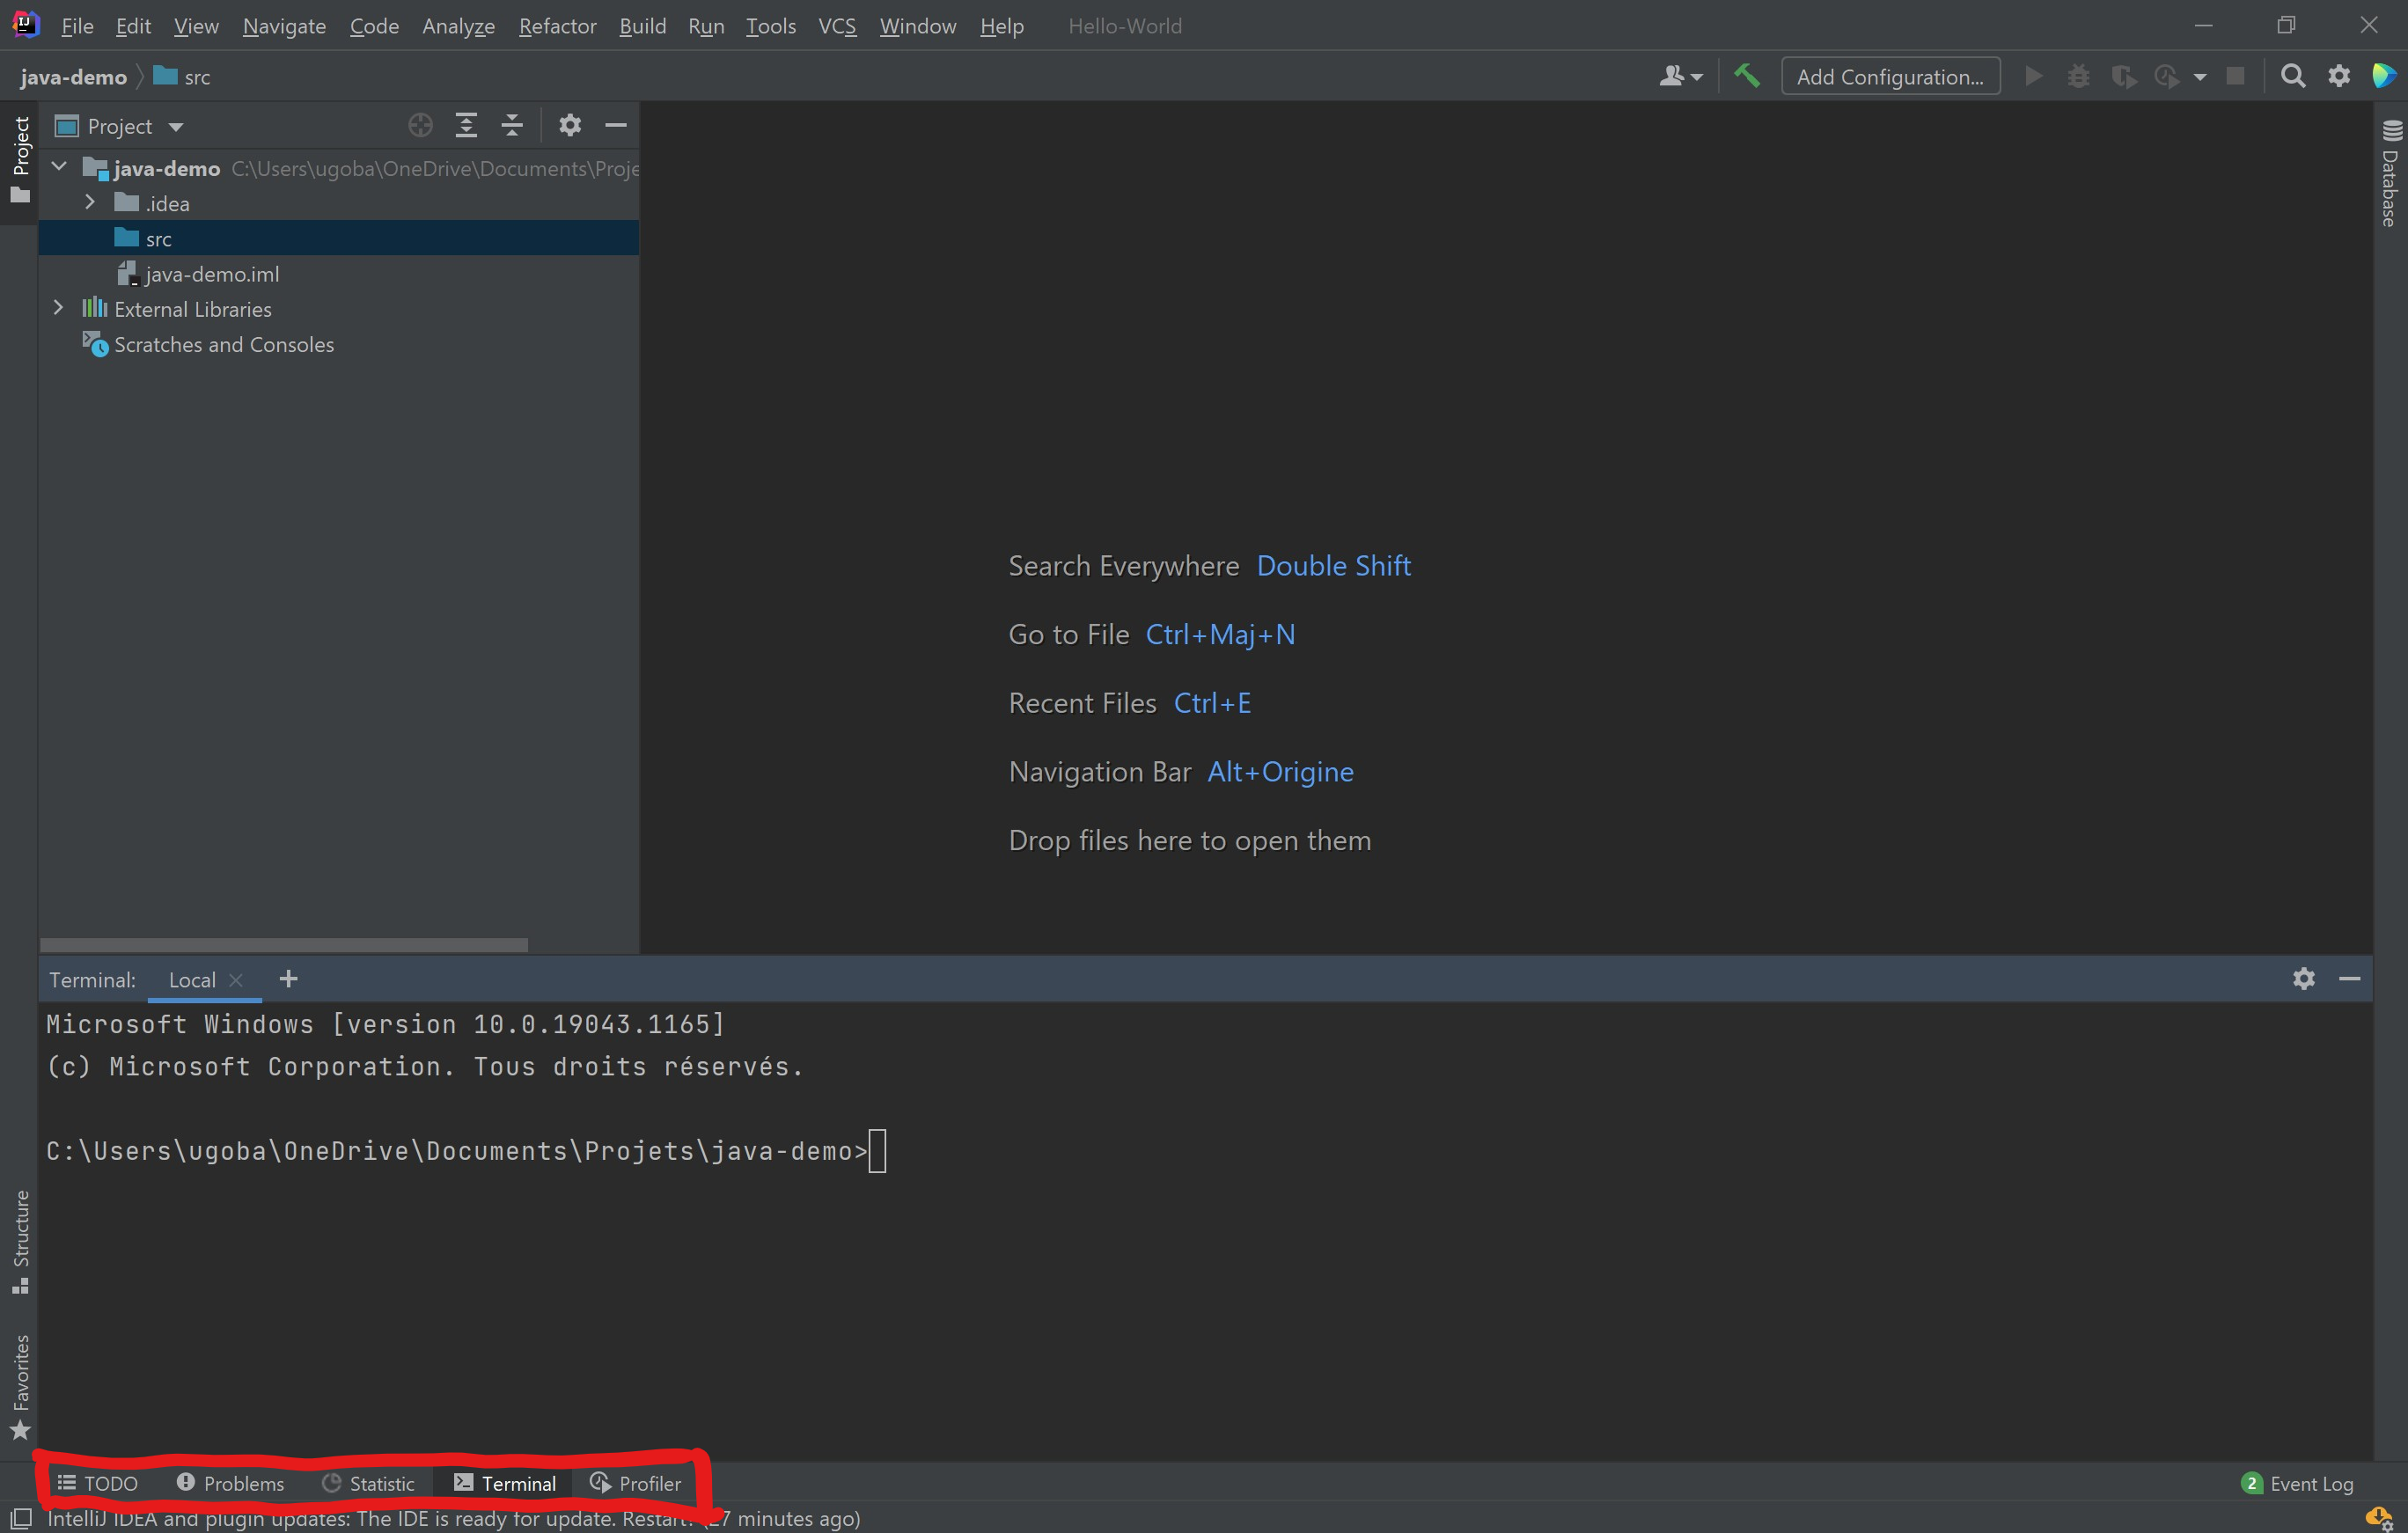 File Edit View Navigate Code Analyze Refactor Build Run Tools VCS Window Help Hello-World
java-demo src Add Configuration...
Project
Project
java-demo C:\Users\ugoba\OneDrive\Documents\Proje
.idea
src
java-demo.iml
External Libraries
Scratches and Consoles
Database
Search Everywhere Double Shift
Go to File Ctrl+Maj+N
Recent Files Ctrl+E
Navigation Bar Alt+Origine
Drop files here to open them
Terminal: Local
Microsoft Windows [version 10.0.19043.1165]
(c) Microsoft Corporation. Tous droits réservés.
C:\Users\ugoba\OneDrive\Documents\Projets\java-demo>
Structure
Favorites
TODO Problems Statistic Terminal Profiler 2 Event Log
IntelliJ IDEA and plugin updates: The IDE is ready for update. Restart? (27 minutes ago)